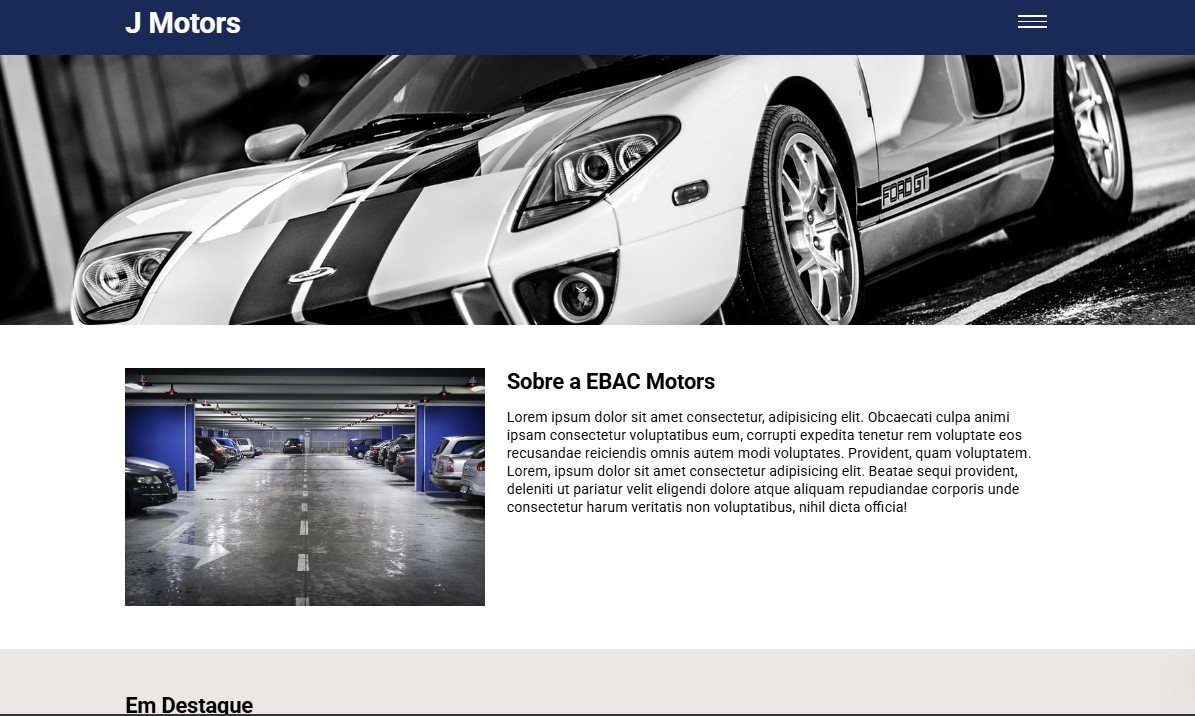 J Motors
FORD GT
Sobre a EBAC Motors
Lorem ipsum dolor sit amet consectetur, adipisicing elit. Obcaecati culpa animi
ipsam consectetur voluptatibus eum, corrupti expedita tenetur rem voluptate eos
recusandae reiciendis omnis autem modi voluptates. Provident, quam voluptatem.
Lorem, ipsum dolor sit amet consectetur adipisicing elit. Beatae sequi provident,
deleniti ut pariatur velit eligendi dolore atque aliquam repudiandae corporis unde
consectetur harum veritatis non voluptatibus, nihil dicta officia!
Em Destaque